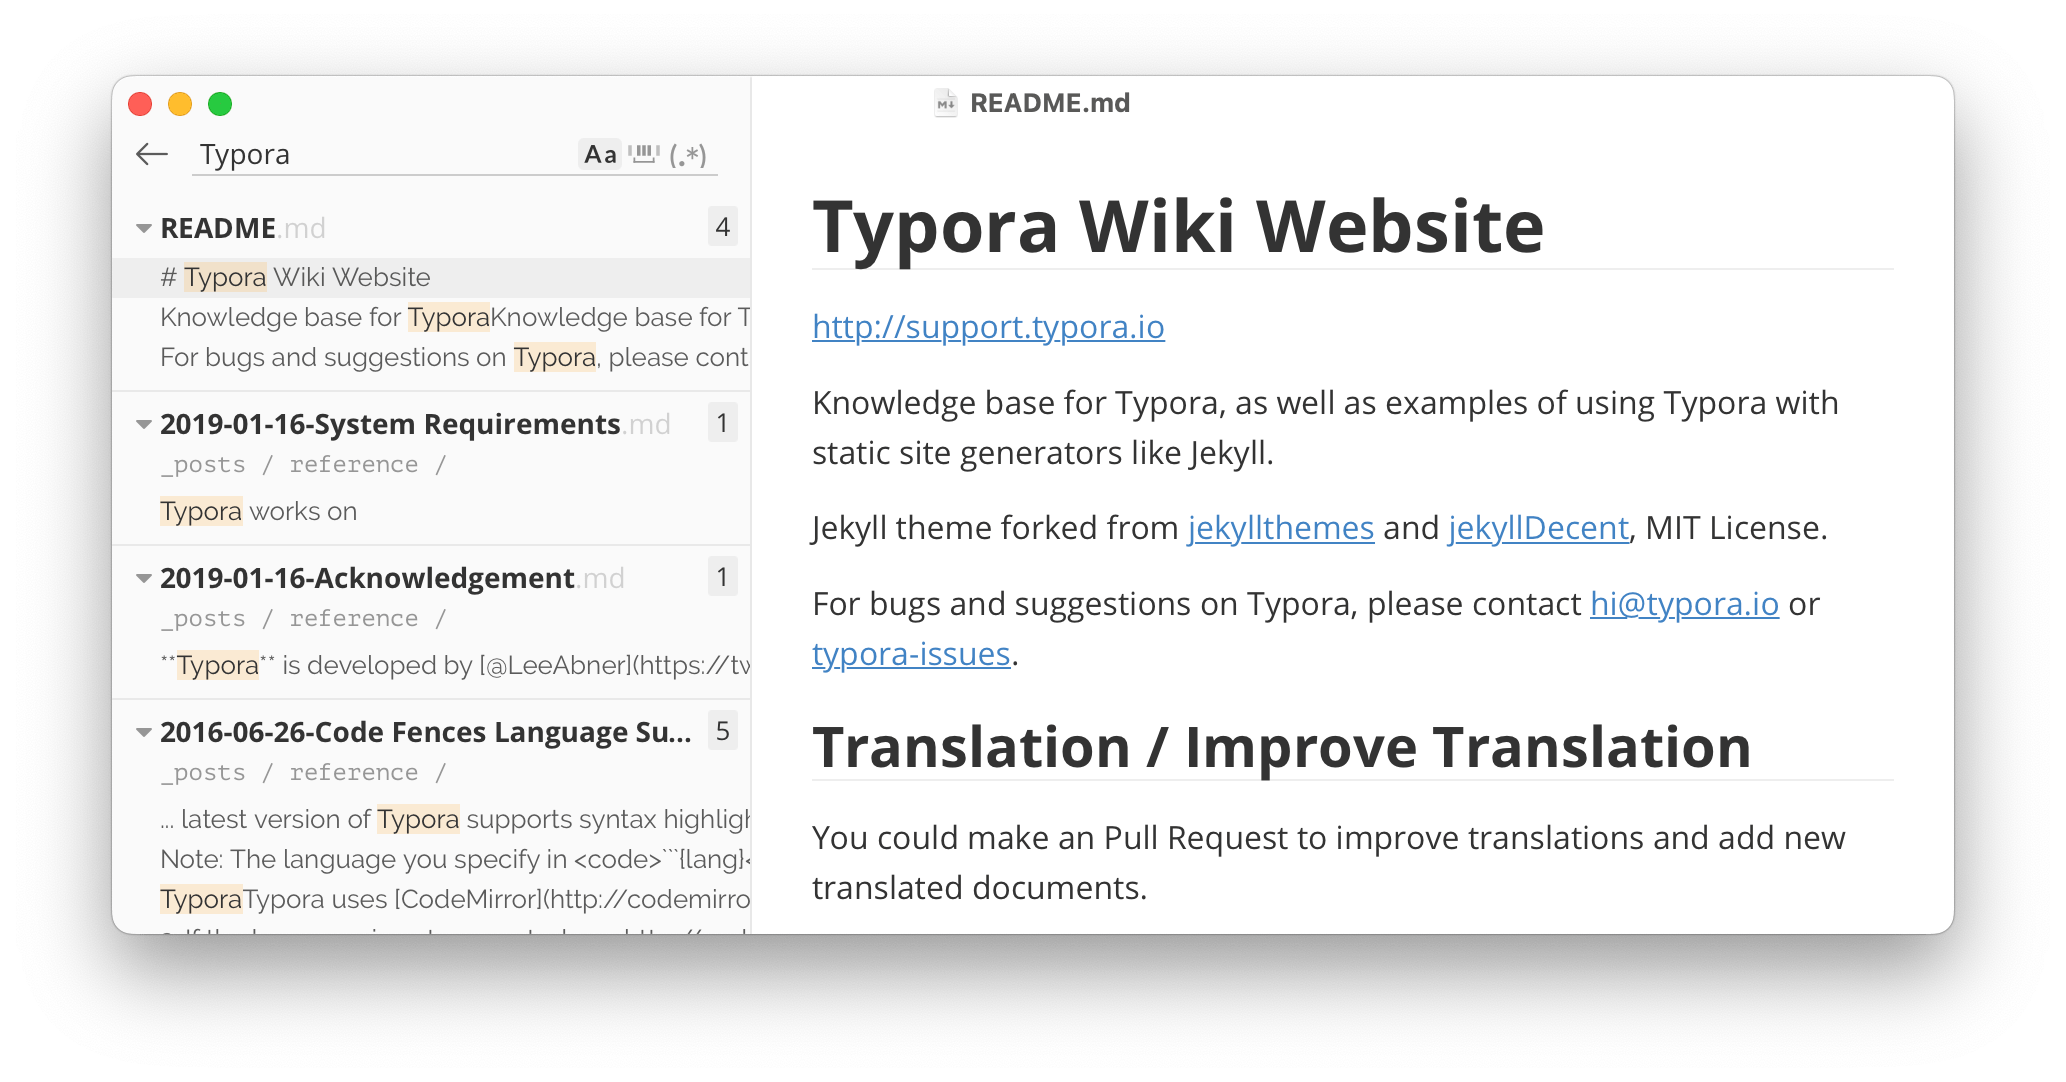 Typora
Aa (.*)
README.md 4
# Typora Wiki Website
Knowledge base for TyporaKnowledge base for T
For bugs and suggestions on Typora, please cont
2019-01-16-System Requirements.md 1
_posts / reference /
Typora works on
2019-01-16-Acknowledgement.md 1
_posts / reference /
**Typora** is developed by [@LeeAbner](https://tw
2016-06-26-Code Fences Language Su... 5
_posts / reference /
... latest version of Typora supports syntax highligh
Note: The language you specify in <code>```{lang}<
TyporaTypora uses [CodeMirror](http://codemirro
README.md
Typora Wiki Website
http://support.typora.io
Knowledge base for Typora, as well as examples of using Typora with
static site generators like Jekyll.
Jekyll theme forked from jekyllthemes and jekyllDecent, MIT License.
For bugs and suggestions on Typora, please contact hi@typora.io or
typora-issues.
Translation / Improve Translation
You could make an Pull Request to improve translations and add new
translated documents.